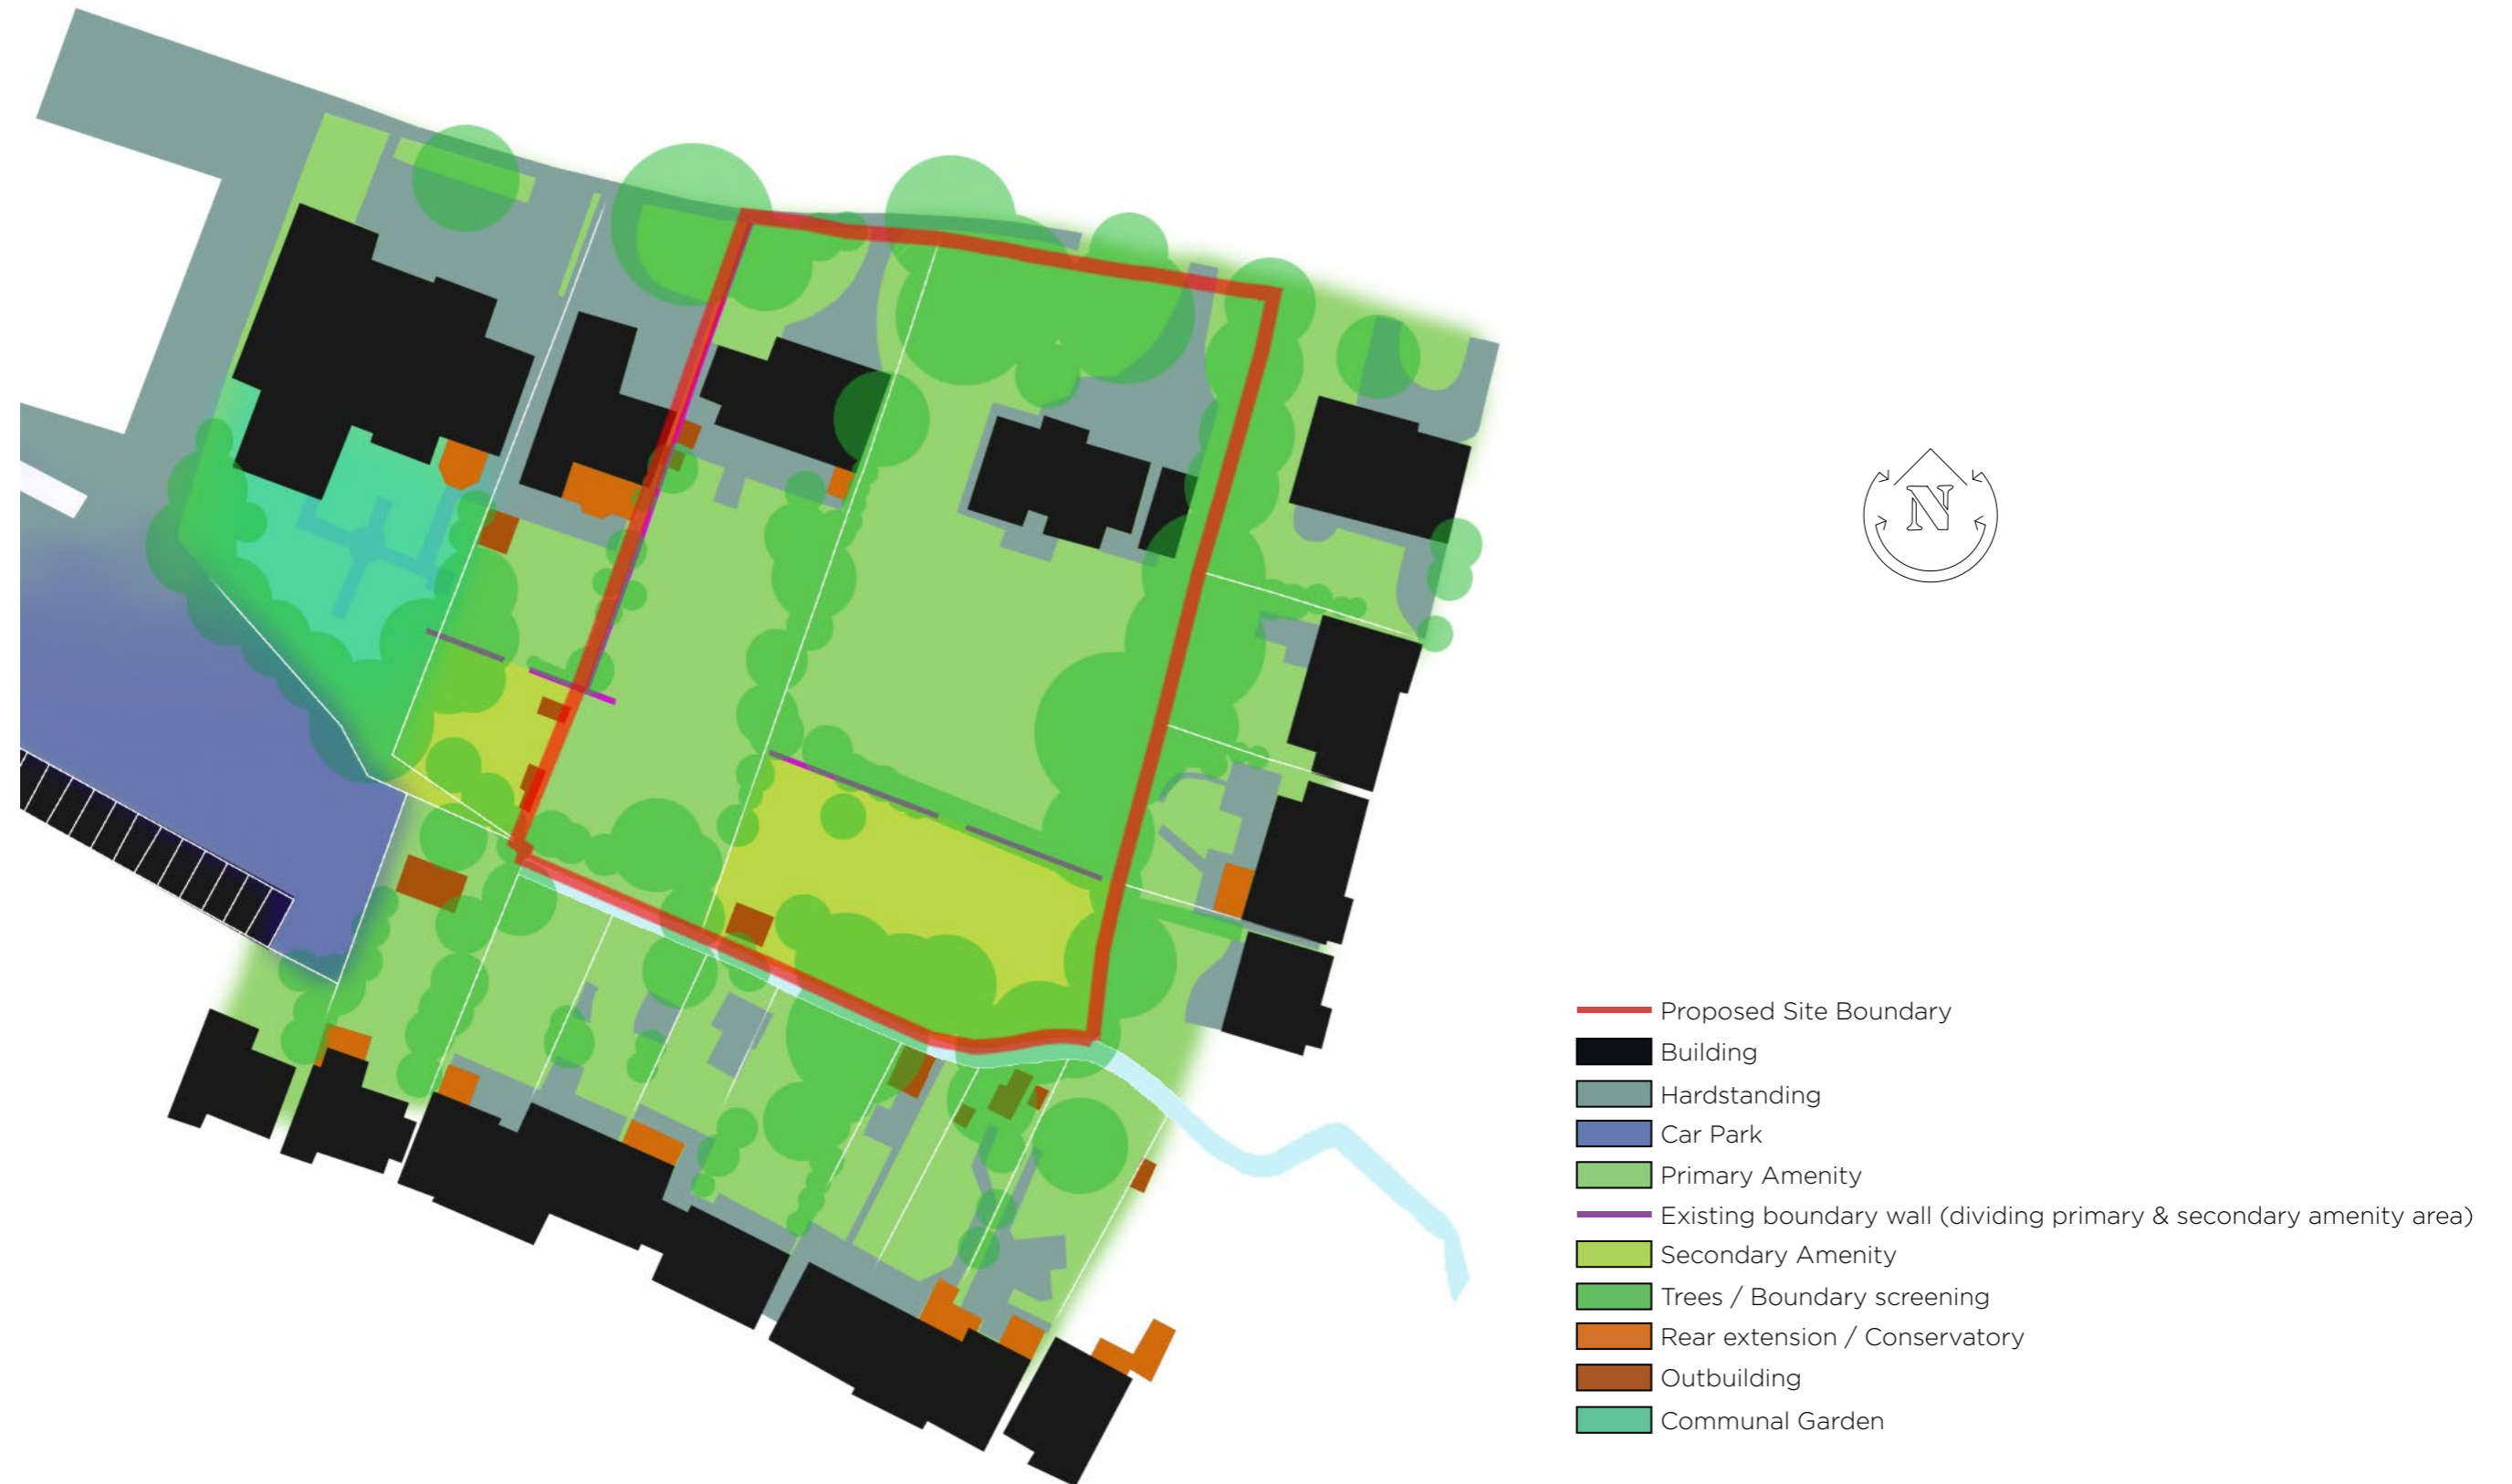 N
Proposed Site Boundary
Building
Hardstanding
Car Park
Primary Amenity
Existing boundary wall (dividing primary & secondary amenity area)
Secondary Amenity
Trees / Boundary screening
Rear extension / Conservatory
Outbuilding
Communal Garden